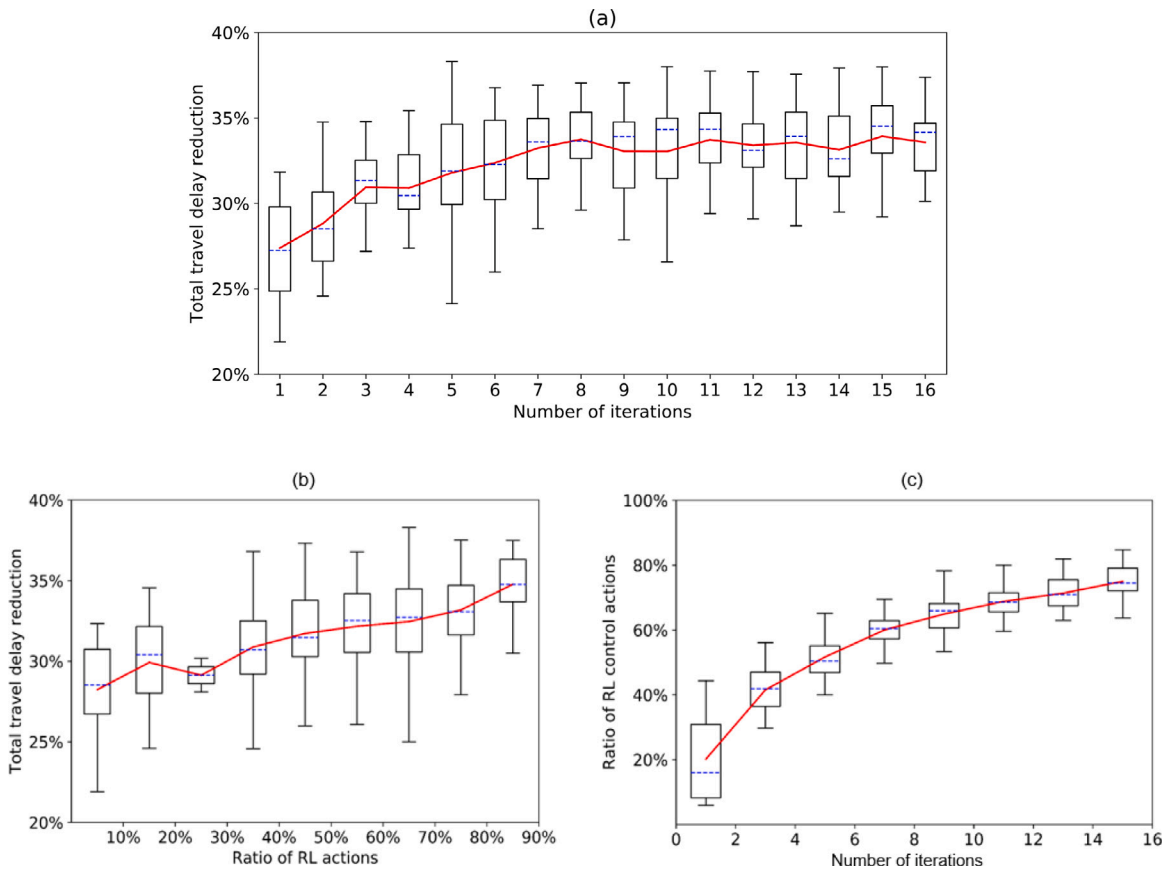 (a)
Total travel delay reduction
40%
35%
30%
25%
20%
1 2 3 4 5 6 7 8 9 10 11 12 13 14 15 16
Number of iterations
(b)
Total travel delay reduction
40%
35%
30%
25%
20%
10% 20% 30% 40% 50% 60% 70% 80% 90%
Ratio of RL actions
(c)
Ratio of RL control actions
100%
80%
60%
40%
20%
0 2 4 6 8 10 12 14 16
Number of iterations